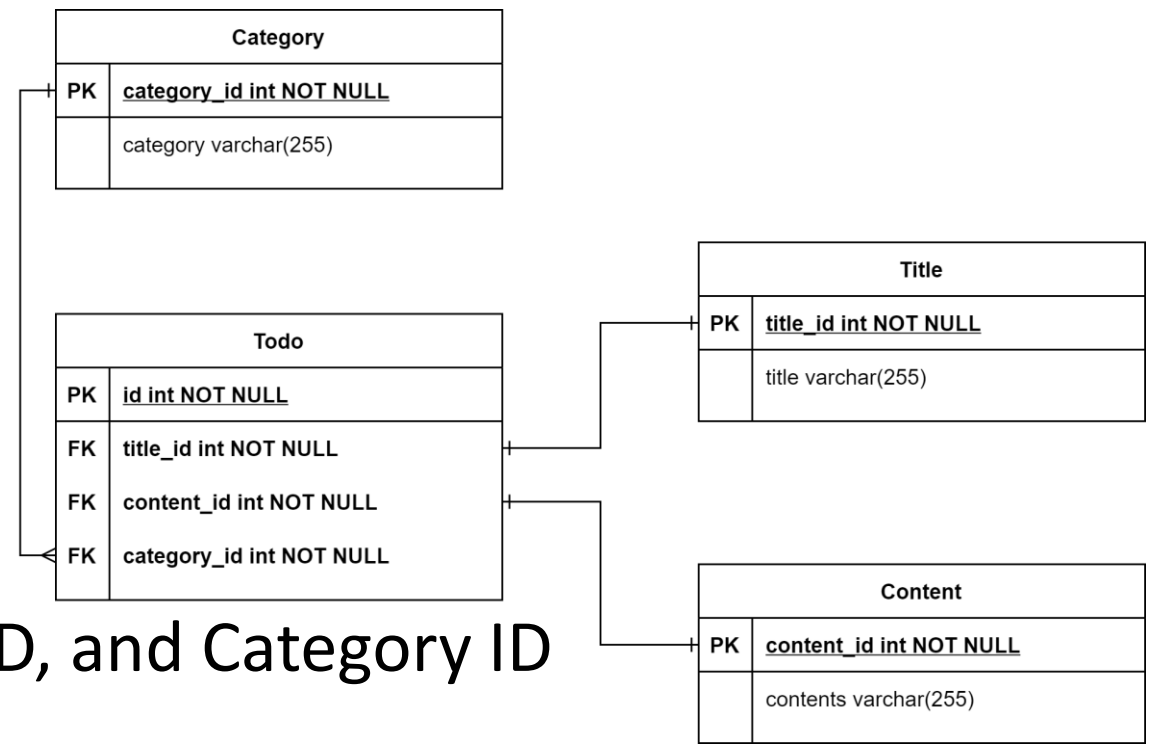 Category
PK category_id int NOT NULL
category varchar(255)
Title
PK title_id int NOT NULL
title varchar(255)
Todo
PK id int NOT NULL
FK title_id int NOT NULL
FK content_id int NOT NULL
FK category_id int NOT NULL
Content
PK content_id int NOT NULL
contents varchar(255)
D, and Category ID